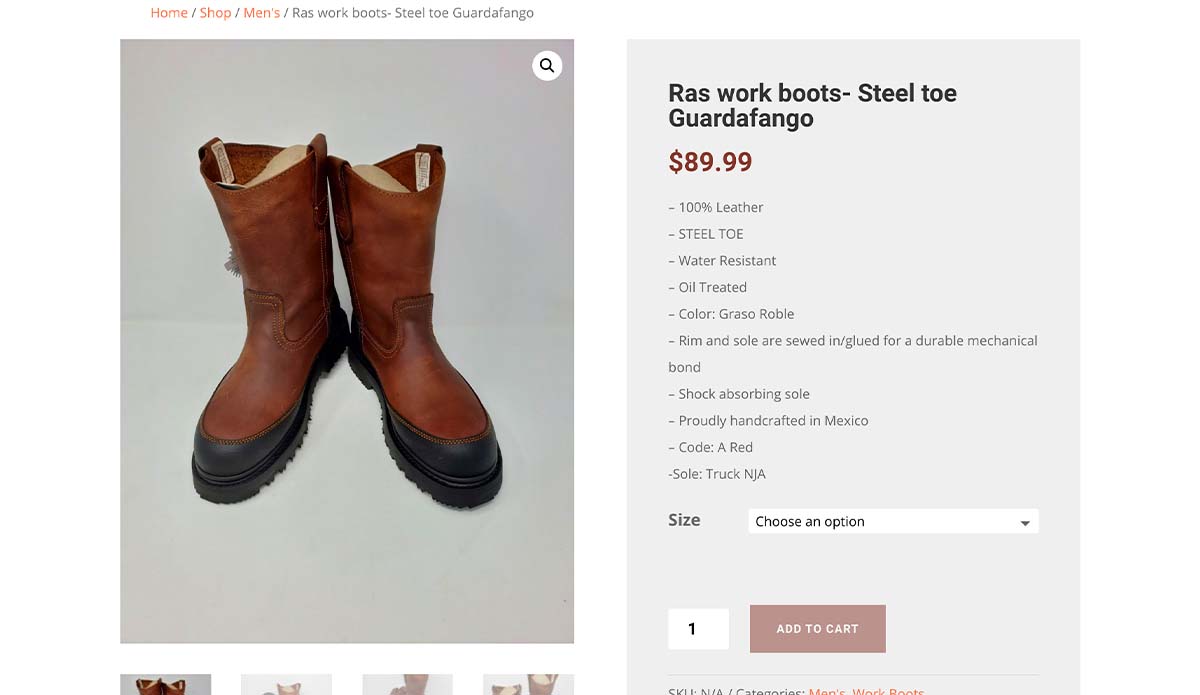 Home / Shop / Men's / Ras work boots- Steel toe Guardafango
Ras work boots- Steel toe
Guardafango
$89.99
– 100% Leather
– STEEL TOE
– Water Resistant
– Oil Treated
– Color: Graso Roble
– Rim and sole are sewed in/glued for a durable mechanical
bond
– Shock absorbing sole
– Proudly handcrafted in Mexico
– Code: A Red
-Sole: Truck NJA
Size
Choose an option
1
ADD TO CART
SKU: N/A / Categories: Men's, Work Boots